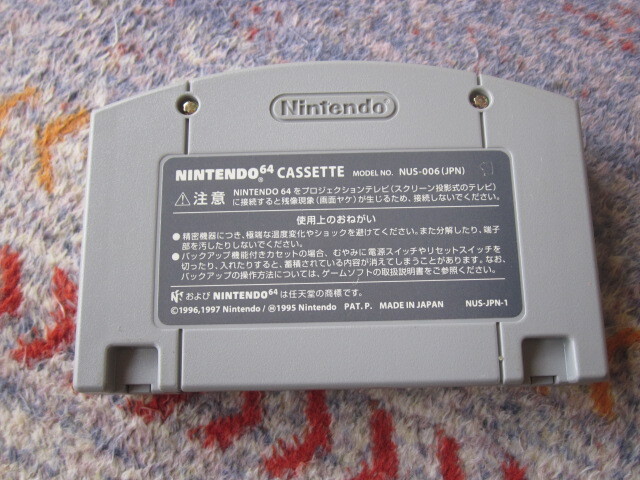 Nintendo®
NINTENDO64 CASSETTE MODEL NO. NUS-006(JPN)
⚠注意 NINTENDO 64 をプロジェクションテレビ(スクリーン投影式のテレビ)
に接続すると残像現象(画面ヤケ)が生じるため、接続しないでください。
使用上のおねがい
●精密機器につき、極端な温度変化やショックを避けてください。また分解したり、端子
部を汚したりしないでください。
●バックアップ機能付きカセットの場合、むやみに電源スイッチやリセットスイッチを
切ったり、入れたりすると、蓄積されている内容が消えてしまうことがあります。なお、
バックアップの操作方法については、ゲームソフトの取扱説明書をご参照ください。
および NINTENDO64 は任天堂の商標です。
©1996,1997 Nintendo/Ⓜ1995 Nintendo PAT. P. MADE IN JAPAN NUS-JPN-1